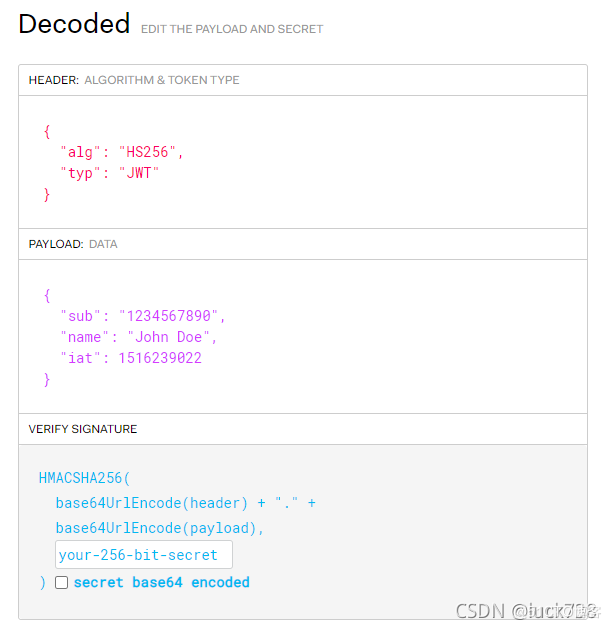 Decoded EDIT THE PAYLOAD AND SECRET
HEADER: ALGORITHM & TOKEN TYPE
{
"alg": "HS256",
"typ": "JWT"
}
PAYLOAD: DATA
{
"sub": "1234567890",
"name": "John Doe",
"iat": 1516239022
}
VERIFY SIGNATURE
HMACSHA256(
base64UrlEncode(header) + "." +
base64UrlEncode(payload),
your-256-bit-secret
) secret base64 encoded
CSDN